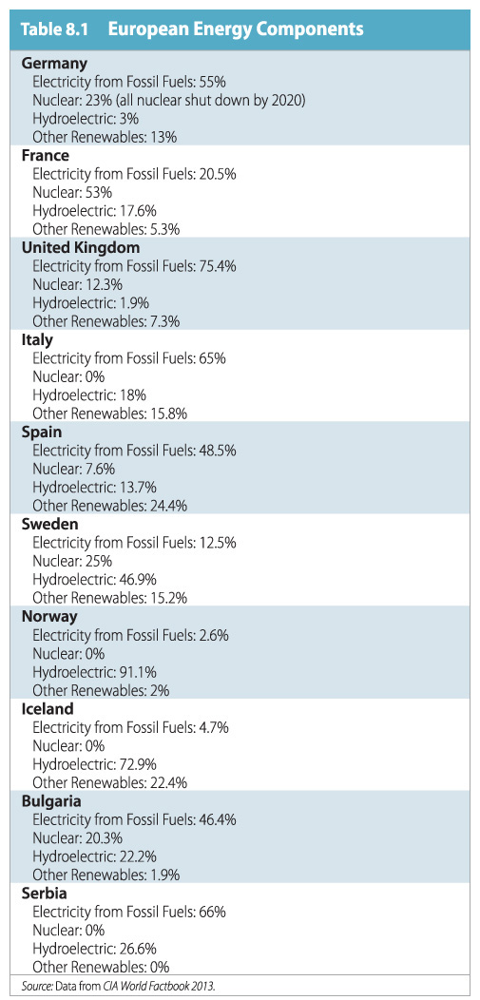 Table 8.1 European Energy Components
Germany
Electricity from Fossil Fuels: 55%
Nuclear: 23% (all nuclear shut down by 2020)
Hydroelectric: 3%
Other Renewables: 13%
France
Electricity from Fossil Fuels: 20.5%
Nuclear: 53%
Hydroelectric: 17.6%
Other Renewables: 5.3%
United Kingdom
Electricity from Fossil Fuels: 75.4%
Nuclear: 12.3%
Hydroelectric: 1.9%
Other Renewables: 7.3%
Italy
Electricity from Fossil Fuels: 65%
Nuclear: 0%
Hydroelectric: 18%
Other Renewables: 15.8%
Spain
Electricity from Fossil Fuels: 48.5%
Nuclear: 7.6%
Hydroelectric: 13.7%
Other Renewables: 24.4%
Sweden
Electricity from Fossil Fuels: 12.5%
Nuclear: 25%
Hydroelectric: 46.9%
Other Renewables: 15.2%
Norway
Electricity from Fossil Fuels: 2.6%
Nuclear: 0%
Hydroelectric: 91.1%
Other Renewables: 2%
Iceland
Electricity from Fossil Fuels: 4.7%
Nuclear: 0%
Hydroelectric: 72.9%
Other Renewables: 22.4%
Bulgaria
Electricity from Fossil Fuels: 46.4%
Nuclear: 20.3%
Hydroelectric: 22.2%
Other Renewables: 1.9%
Serbia
Electricity from Fossil Fuels: 66%
Nuclear: 0%
Hydroelectric: 26.6%
Other Renewables: 0%
Source: Data from CIA World Factbook 2013.